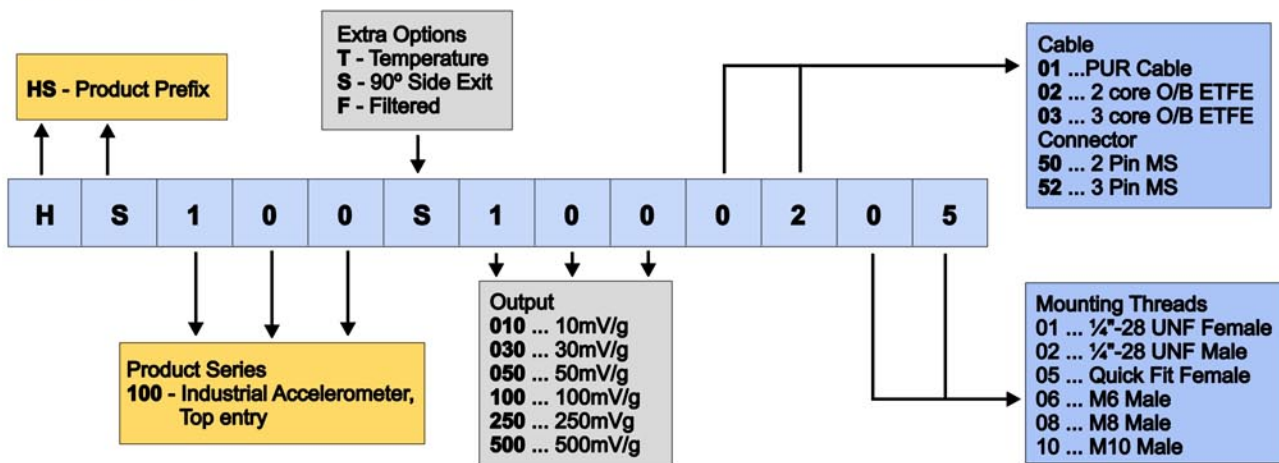 Extra Options
T - Temperature
S - 90º Side Exit
F - Filtered
HS - Product Prefix
Cable
01 ...PUR Cable
02 ... 2 core O/B ETFE
03 ... 3 core O/B ETFE
Connector
50 ... 2 Pin MS
52 ... 3 Pin MS
H S 1 0 0 S 1 0 0 0 2 0 5
Product Series
100 - Industrial Accelerometer,
Top entry
Output
010 ... 10mV/g
030 ... 30mV/g
050 ... 50mV/g
100 ... 100mV/g
250 ... 250mVg
500 ... 500mV/g
Mounting Threads
01 ... ¼"-28 UNF Female
02 ... ¼"-28 UNF Male
05 ... Quick Fit Female
06 ... M6 Male
08 ... M8 Male
10 ... M10 Male